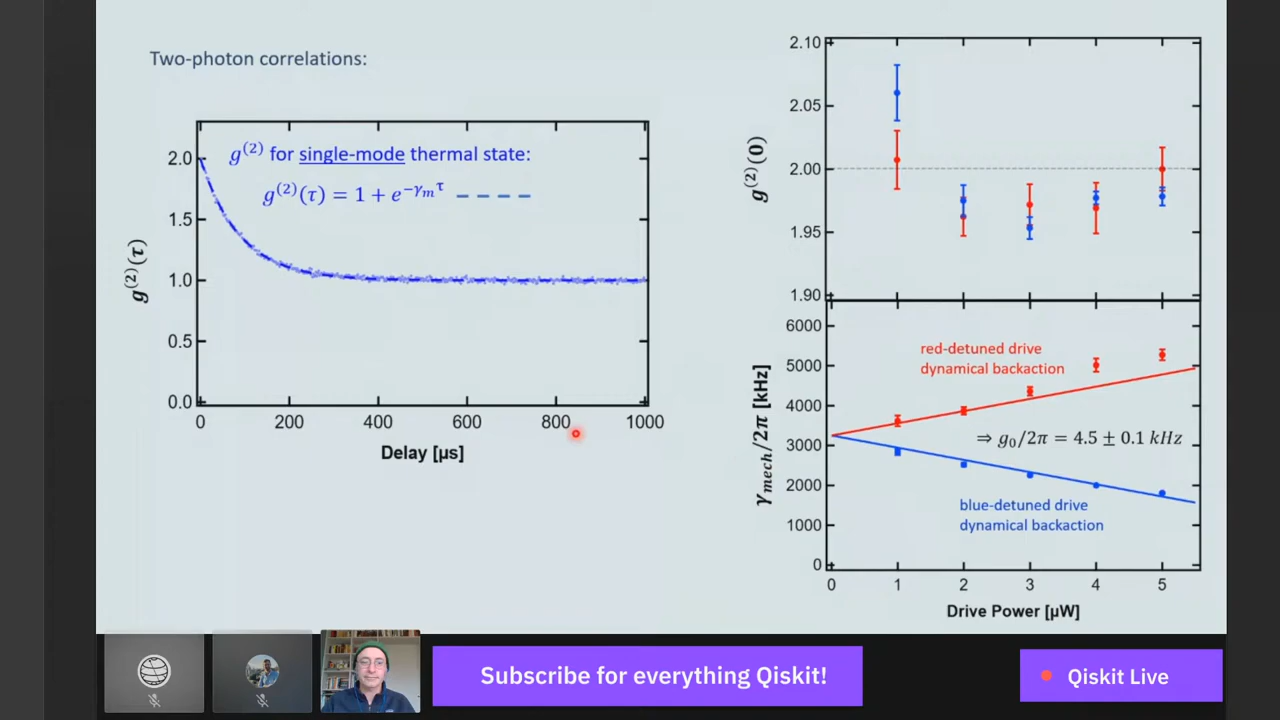 Two-photon correlations:
g⁽²⁾ for single-mode thermal state:
g⁽²⁾(τ) = 1 + e^{−γₘτ}
g⁽²⁾(τ)
2.0
1.5
1.0
0.5
0.0
0 200 400 600 800 1000
Delay [µs]
g⁽²⁾(0)
2.10
2.05
2.00
1.95
1.90
γmech/2π [kHz]
6000
5000
4000
3000
2000
1000
0
red-detuned drive
dynamical backaction
⇒ g₀/2π = 4.5 ± 0.1 kHz
blue-detuned drive
dynamical backaction
0 1 2 3 4 5
Drive Power [µW]
Subscribe for everything Qiskit!
Qiskit Live